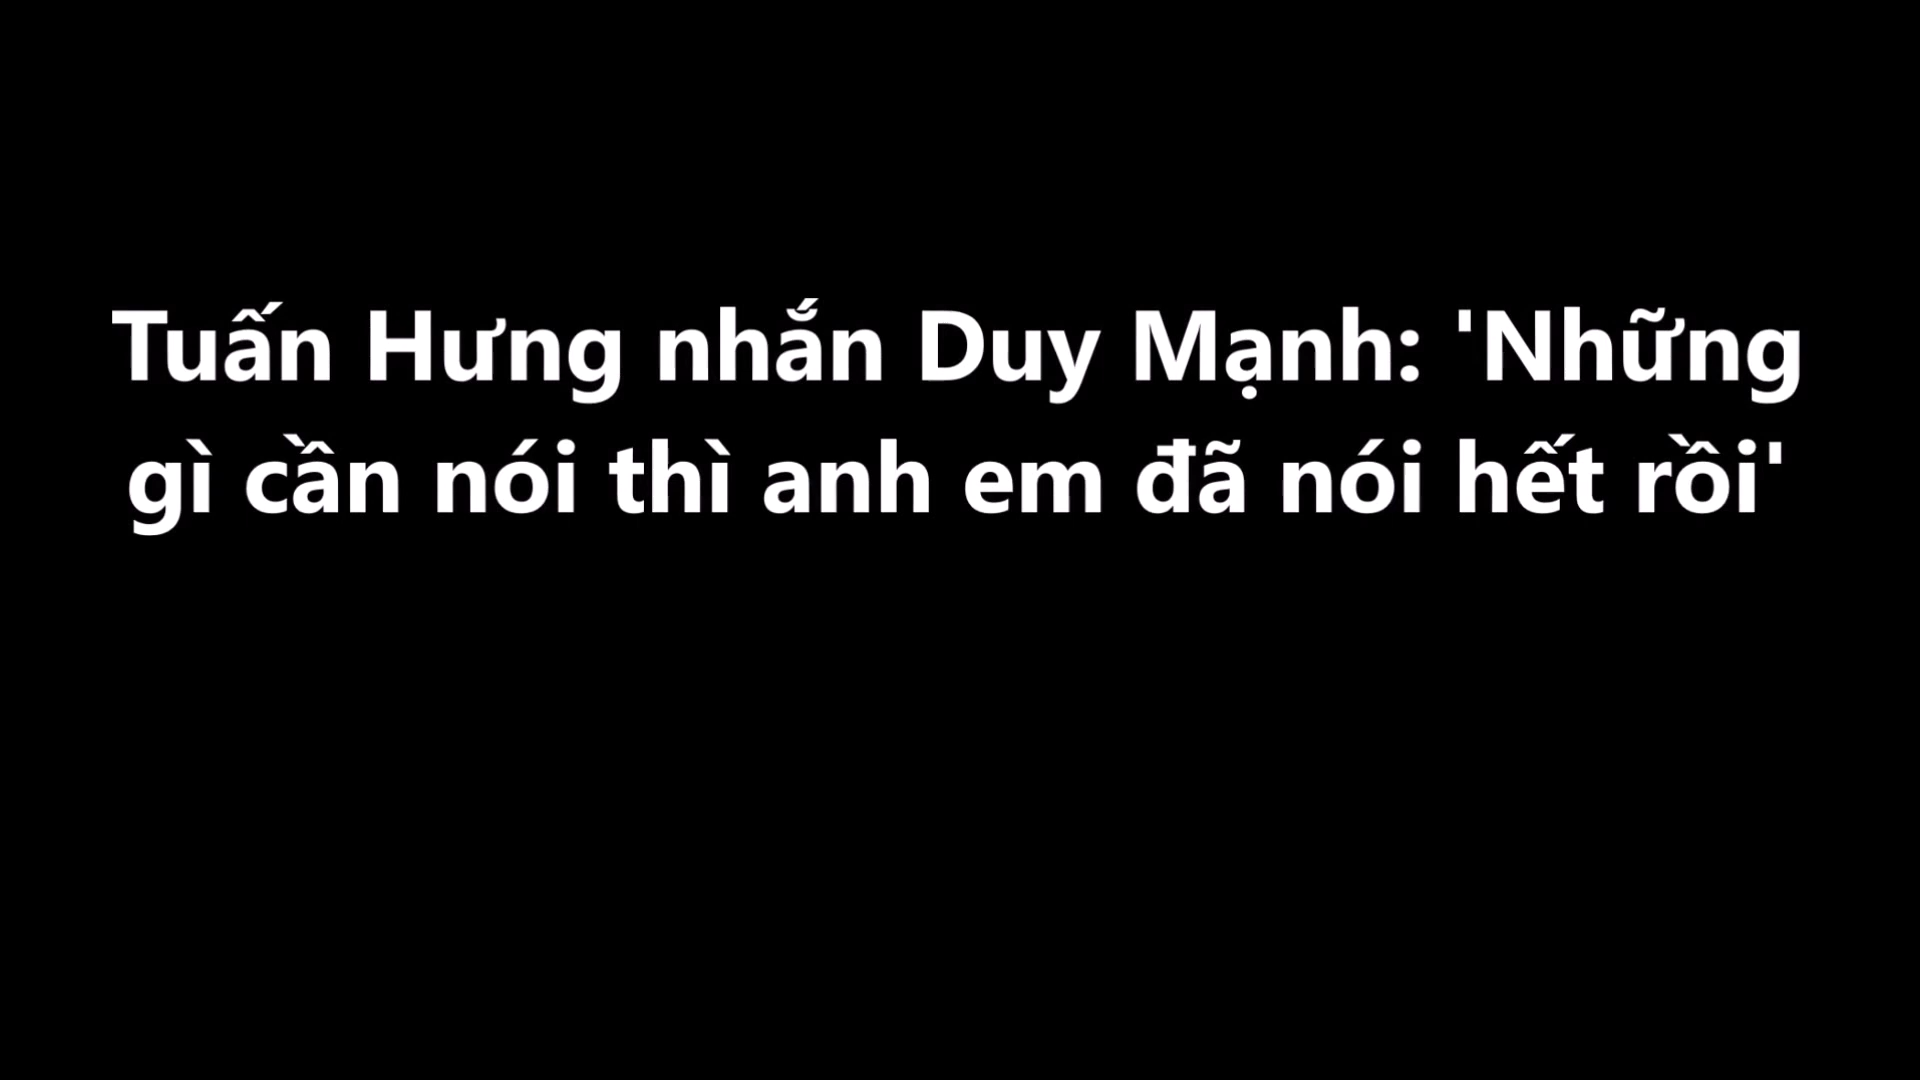 Tuấn Hưng nhắn Duy Mạnh: 'Những
gì cần nói thì anh em đã nói hết rồi'